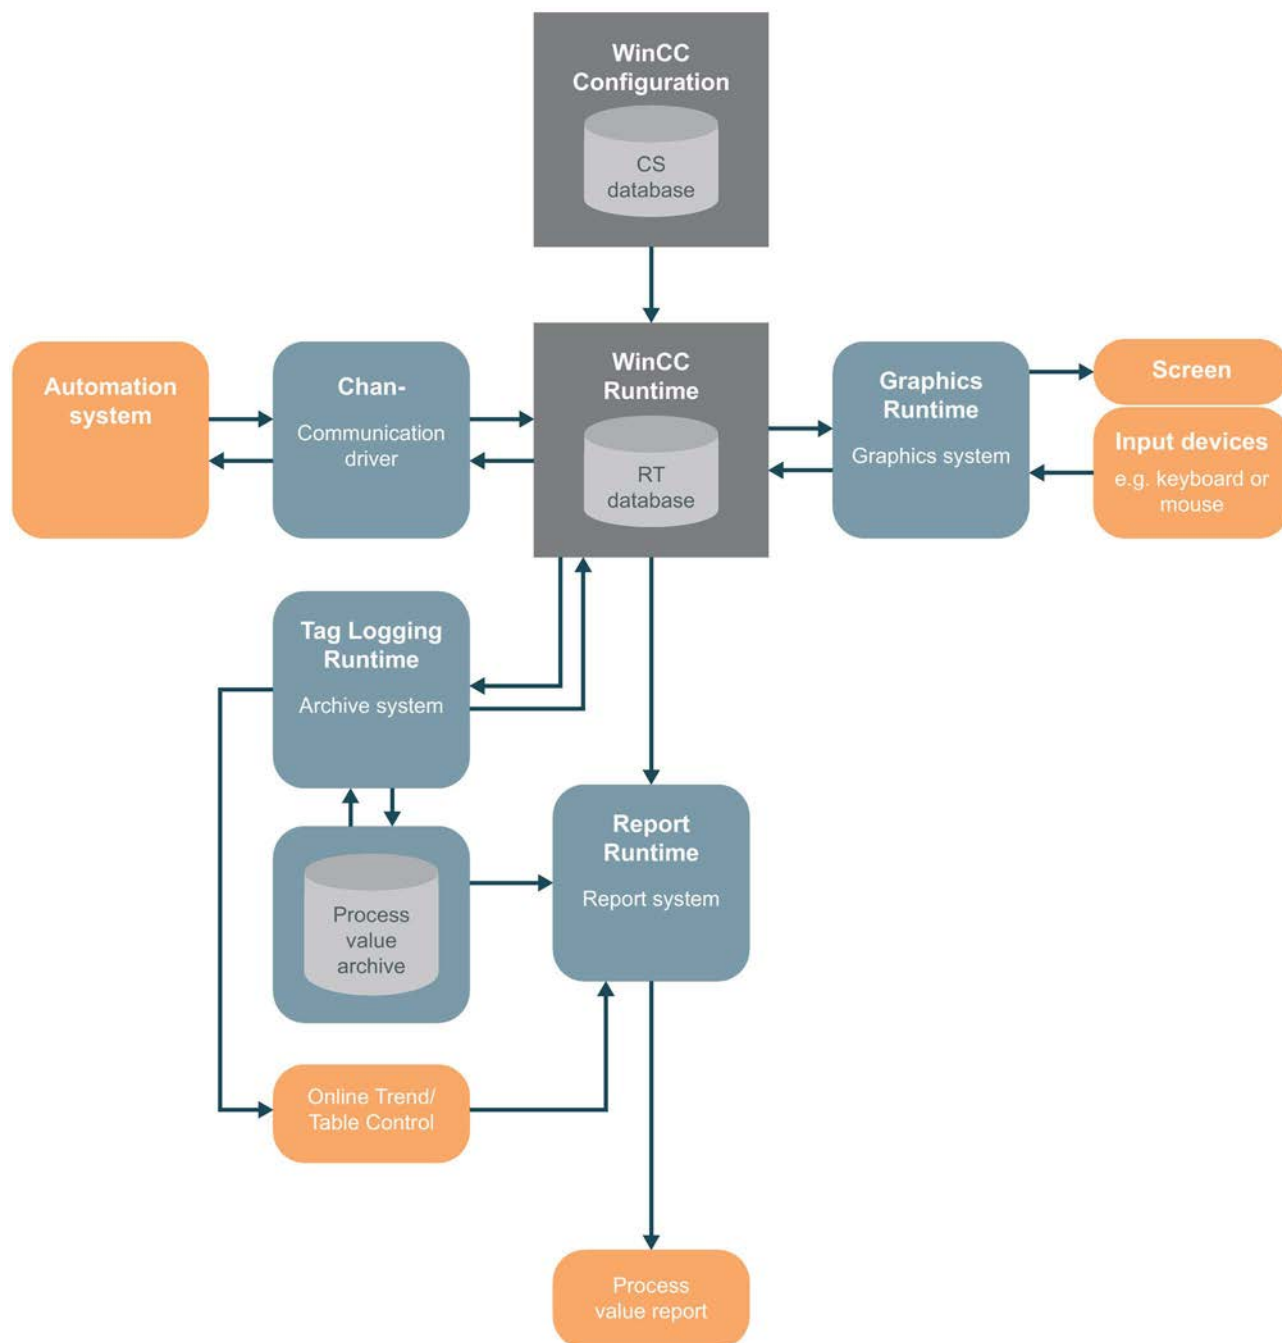 WinCC
Configuration
CS
database
Automation
system
Chan-
Communication
driver
WinCC
Runtime
RT
database
Graphics
Runtime
Graphics system
Screen
Input devices
e.g. keyboard or
mouse
Tag Logging
Runtime
Archive system
Process
value
archive
Report
Runtime
Report system
Online Trend/
Table Control
Process
value report